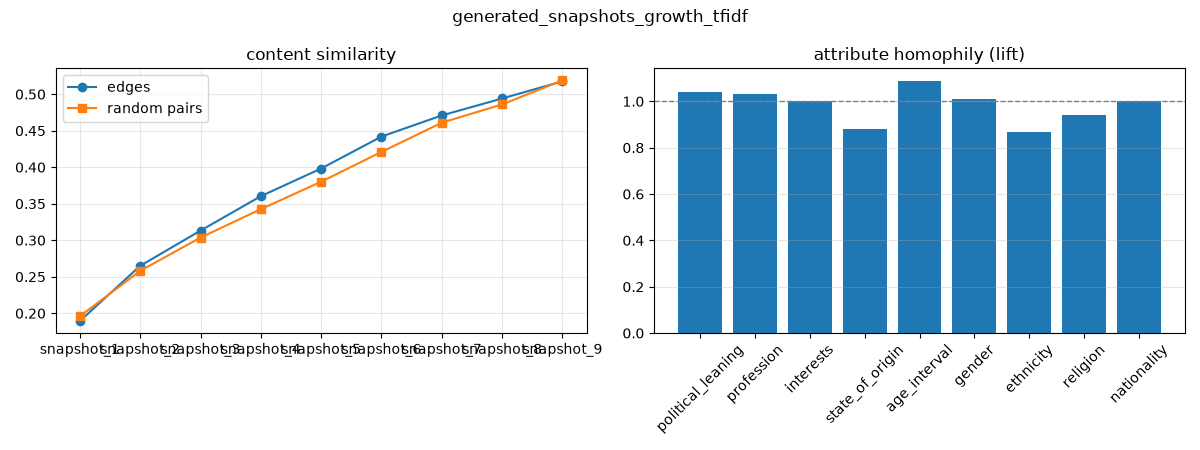 generated_snapshots_growth_tfidf
content similarity
edges
random pairs
0.50
0.45
0.40
0.35
0.30
0.25
0.20
snapshot_1
snapshot_2
snapshot_3
snapshot_4
snapshot_5
snapshot_6
snapshot_7
snapshot_8
snapshot_9
attribute homophily (lift)
1.0
0.8
0.6
0.4
0.2
0.0
political_leaning
profession
interests
state_of_origin
age_interval
gender
ethnicity
religion
nationality